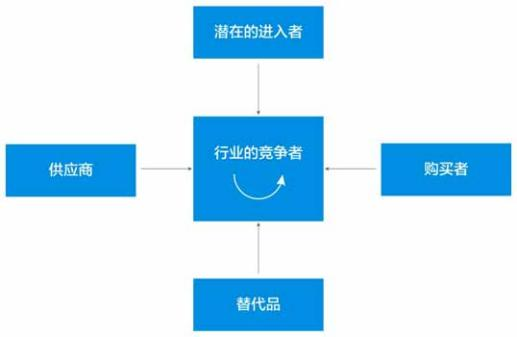 潜在的进入者
行业的竞争者
供应商
购买者
替代品